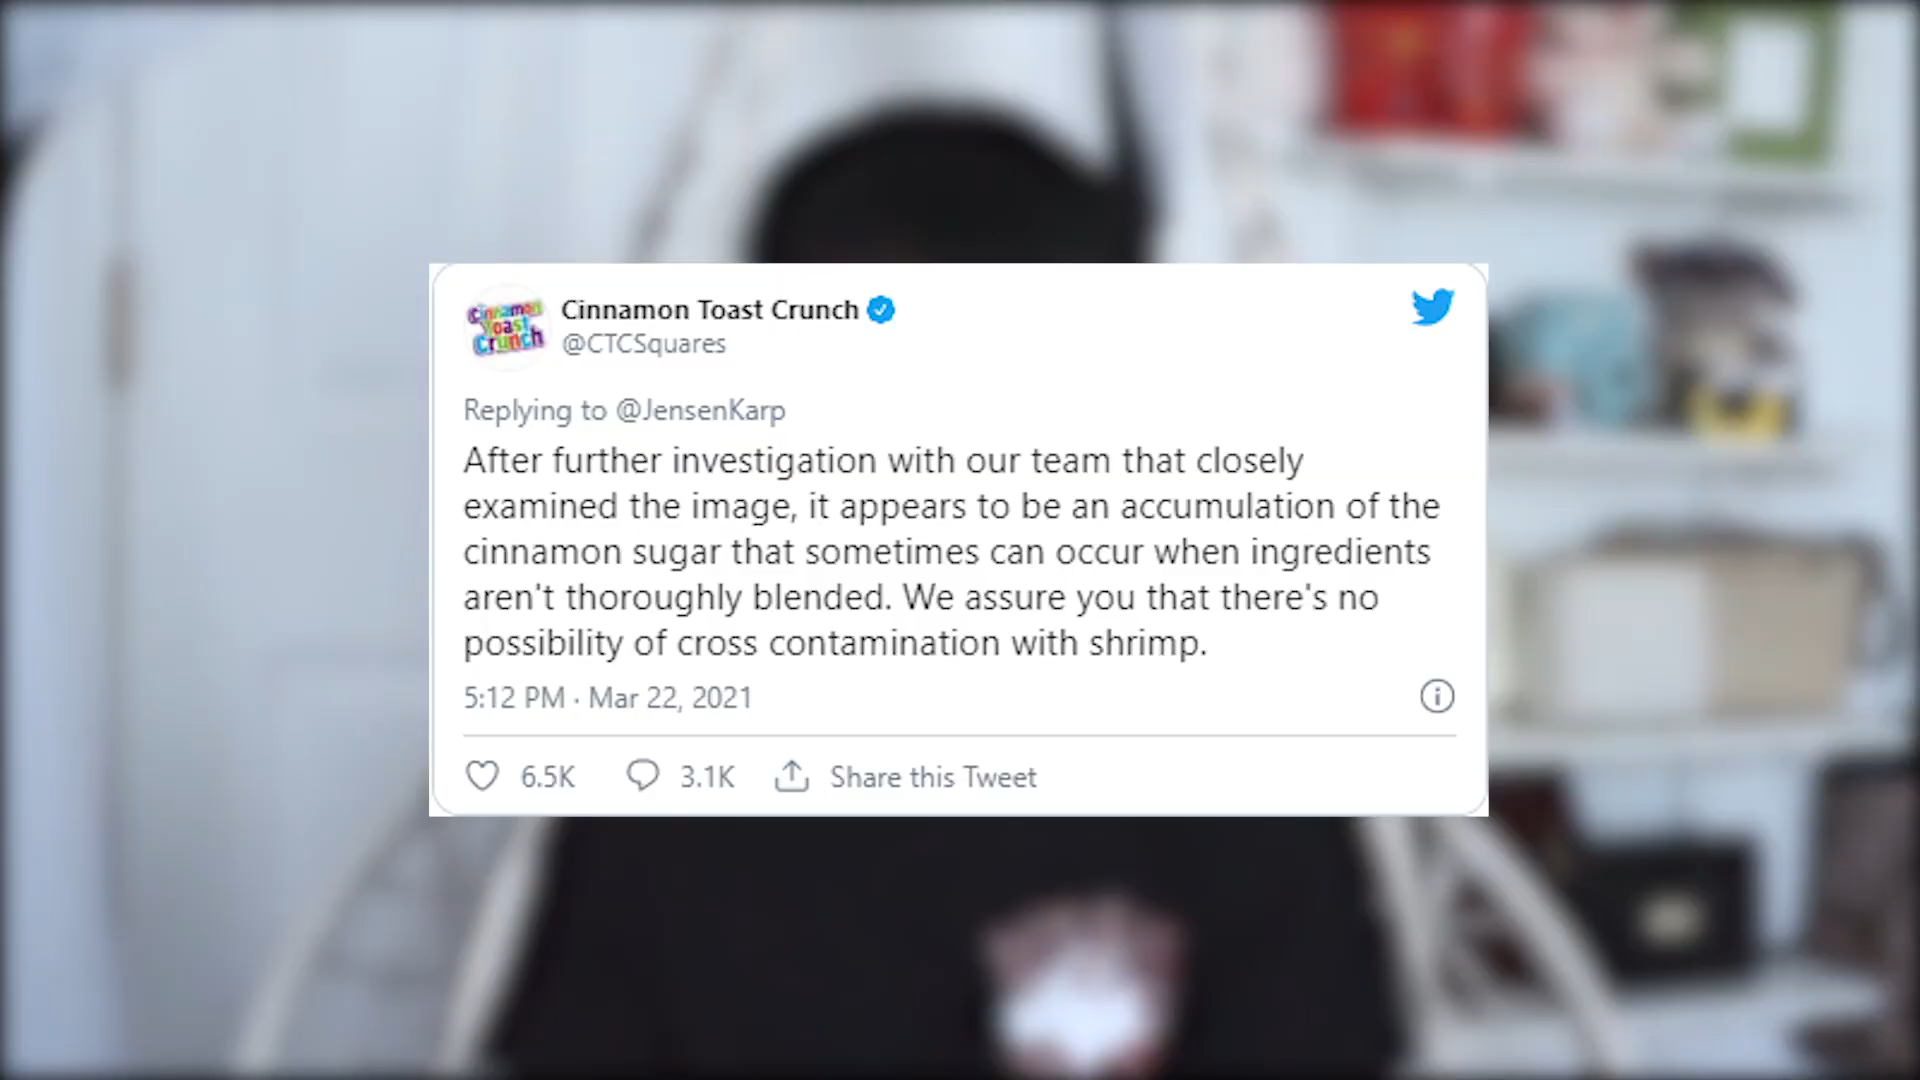 Cinnamon Toast Crunch
Cinnamon
Toast
Crunch
@CTCSquares
Replying to @JensenKarp
After further investigation with our team that closely
examined the image, it appears to be an accumulation of the
cinnamon sugar that sometimes can occur when ingredients
aren't thoroughly blended. We assure you that there's no
possibility of cross contamination with shrimp.
5:12 PM · Mar 22, 2021
6.5K 3.1K Share this Tweet